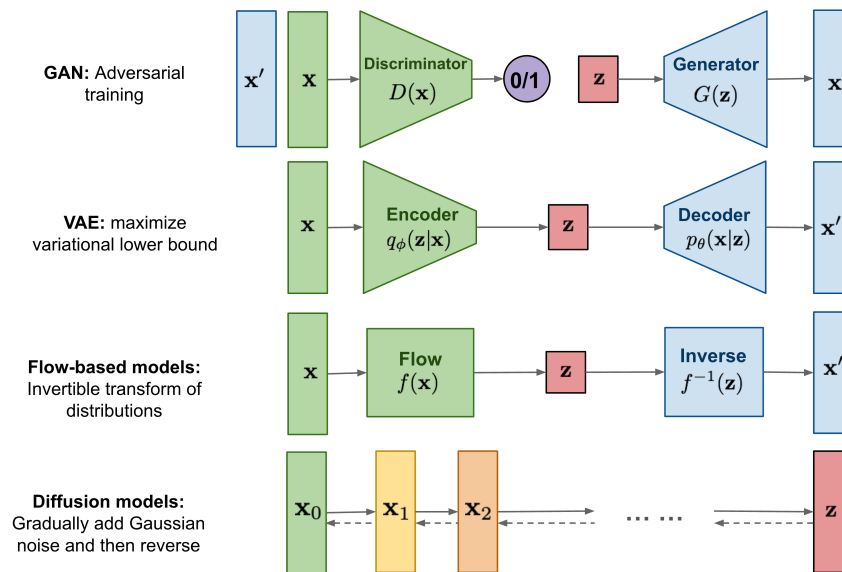 GAN: Adversarial
training
x′
x
Discriminator
D(x)
0/1
z
Generator
G(z)
x
VAE: maximize
variational lower bound
x
Encoder
qϕ(z|x)
z
Decoder
pθ(x|z)
x′
Flow-based models:
Invertible transform of
distributions
x
Flow
f(x)
z
Inverse
f⁻¹(z)
x′
Diffusion models:
Gradually add Gaussian
noise and then reverse
x₀
x₁
x₂
... ...
z